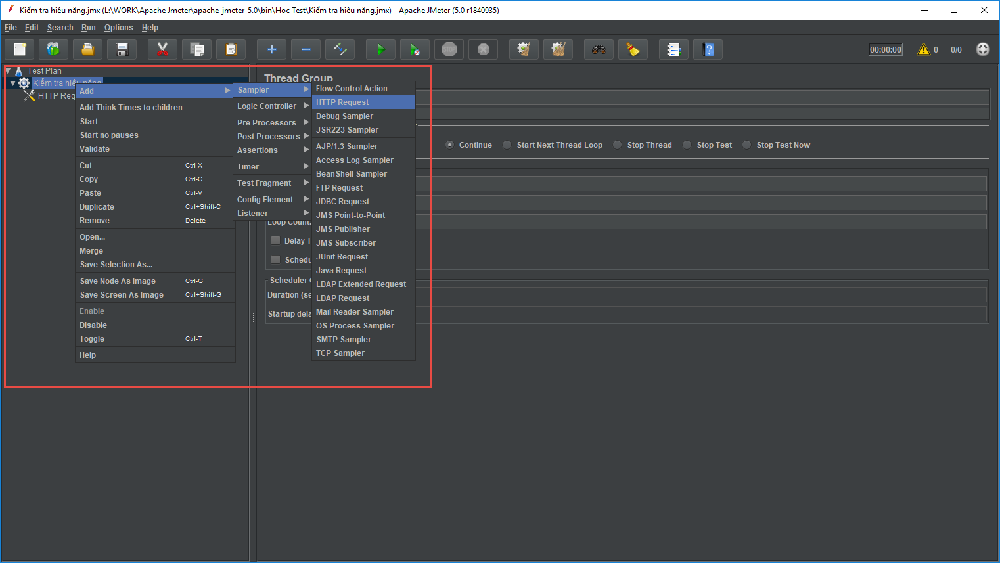 Kiểm tra hiệu năng.jmx (L:\WORK\Apache Jmeter\apache-jmeter-5.0\bin\Học Test\Kiểm tra hiệu năng.jmx) - Apache JMeter (5.0 r1840935)
File Edit Search Run Options Help
00:00:00 0 0/0
Test Plan
Kiểm tra hiệu năng
HTTP Req
Add
Add Think Times to children
Start
Start no pauses
Validate
Cut Ctrl-X
Copy Ctrl-C
Paste Ctrl-V
Duplicate Ctrl+Shift-C
Remove Delete
Open...
Merge
Save Selection As...
Save Node As Image Ctrl-G
Save Screen As Image Ctrl+Shift-G
Enable
Disable
Toggle Ctrl-T
Help
Sampler
Logic Controller
Pre Processors
Post Processors
Assertions
Timer
Test Fragment
Config Element
Listener
Flow Control Action
HTTP Request
Debug Sampler
JSR223 Sampler
AJP/1.3 Sampler
Access Log Sampler
BeanShell Sampler
FTP Request
JDBC Request
JMS Point-to-Point
JMS Publisher
JMS Subscriber
JUnit Request
Java Request
LDAP Extended Request
LDAP Request
Mail Reader Sampler
OS Process Sampler
SMTP Sampler
TCP Sampler
Thread Group
Continue Start Next Thread Loop Stop Thread Stop Test Stop Test Now
Loop Count:
Delay T
Schedu
Scheduler C
Duration (se
Startup dela
STOP